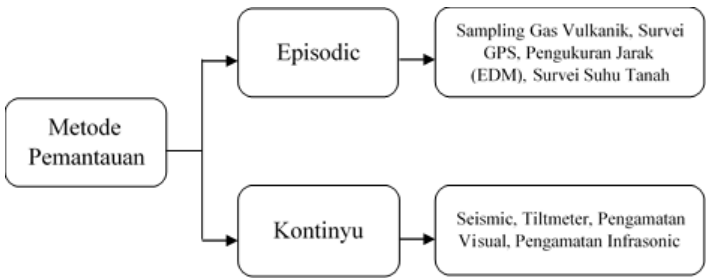 Metode
Pemantauan
Episodic
Sampling Gas Vulkanik, Survei
GPS, Pengukuran Jarak
(EDM), Survei Suhu Tanah
Kontinyu
Seismic, Tiltmeter, Pengamatan
Visual, Pengamatan Infrasonic